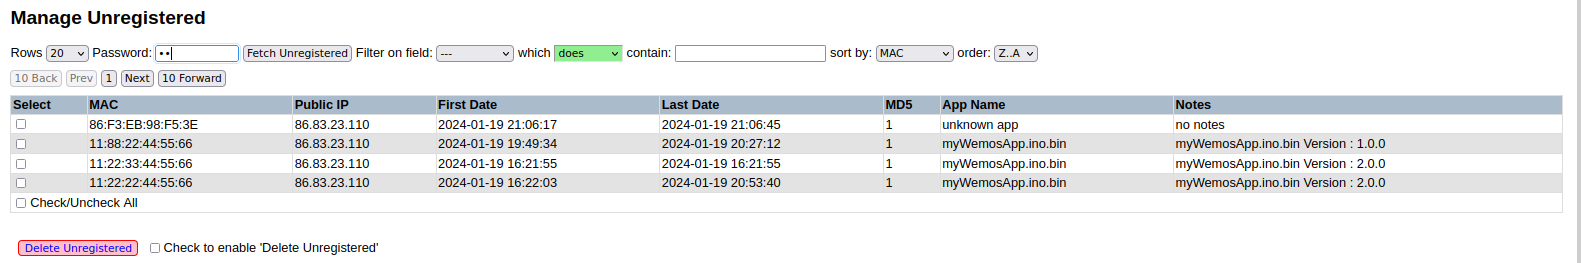 Manage Unregistered
Rows 20 Password: •• Fetch Unregistered Filter on field: --- which does contain: sort by: MAC order: Z..A
10 Back Prev 1 Next 10 Forward
Select MAC Public IP First Date Last Date MD5 App Name Notes
86:F3:EB:98:F5:3E 86.83.23.110 2024-01-19 21:06:17 2024-01-19 21:06:45 1 unknown app no notes
11:88:22:44:55:66 86.83.23.110 2024-01-19 19:49:34 2024-01-19 20:27:12 1 myWemosApp.ino.bin myWemosApp.ino.bin Version : 1.0.0
11:22:33:44:55:66 86.83.23.110 2024-01-19 16:21:55 2024-01-19 16:21:55 1 myWemosApp.ino.bin myWemosApp.ino.bin Version : 2.0.0
11:22:22:44:55:66 86.83.23.110 2024-01-19 16:22:03 2024-01-19 20:53:40 1 myWemosApp.ino.bin myWemosApp.ino.bin Version : 2.0.0
Check/Uncheck All
Delete Unregistered Check to enable 'Delete Unregistered'